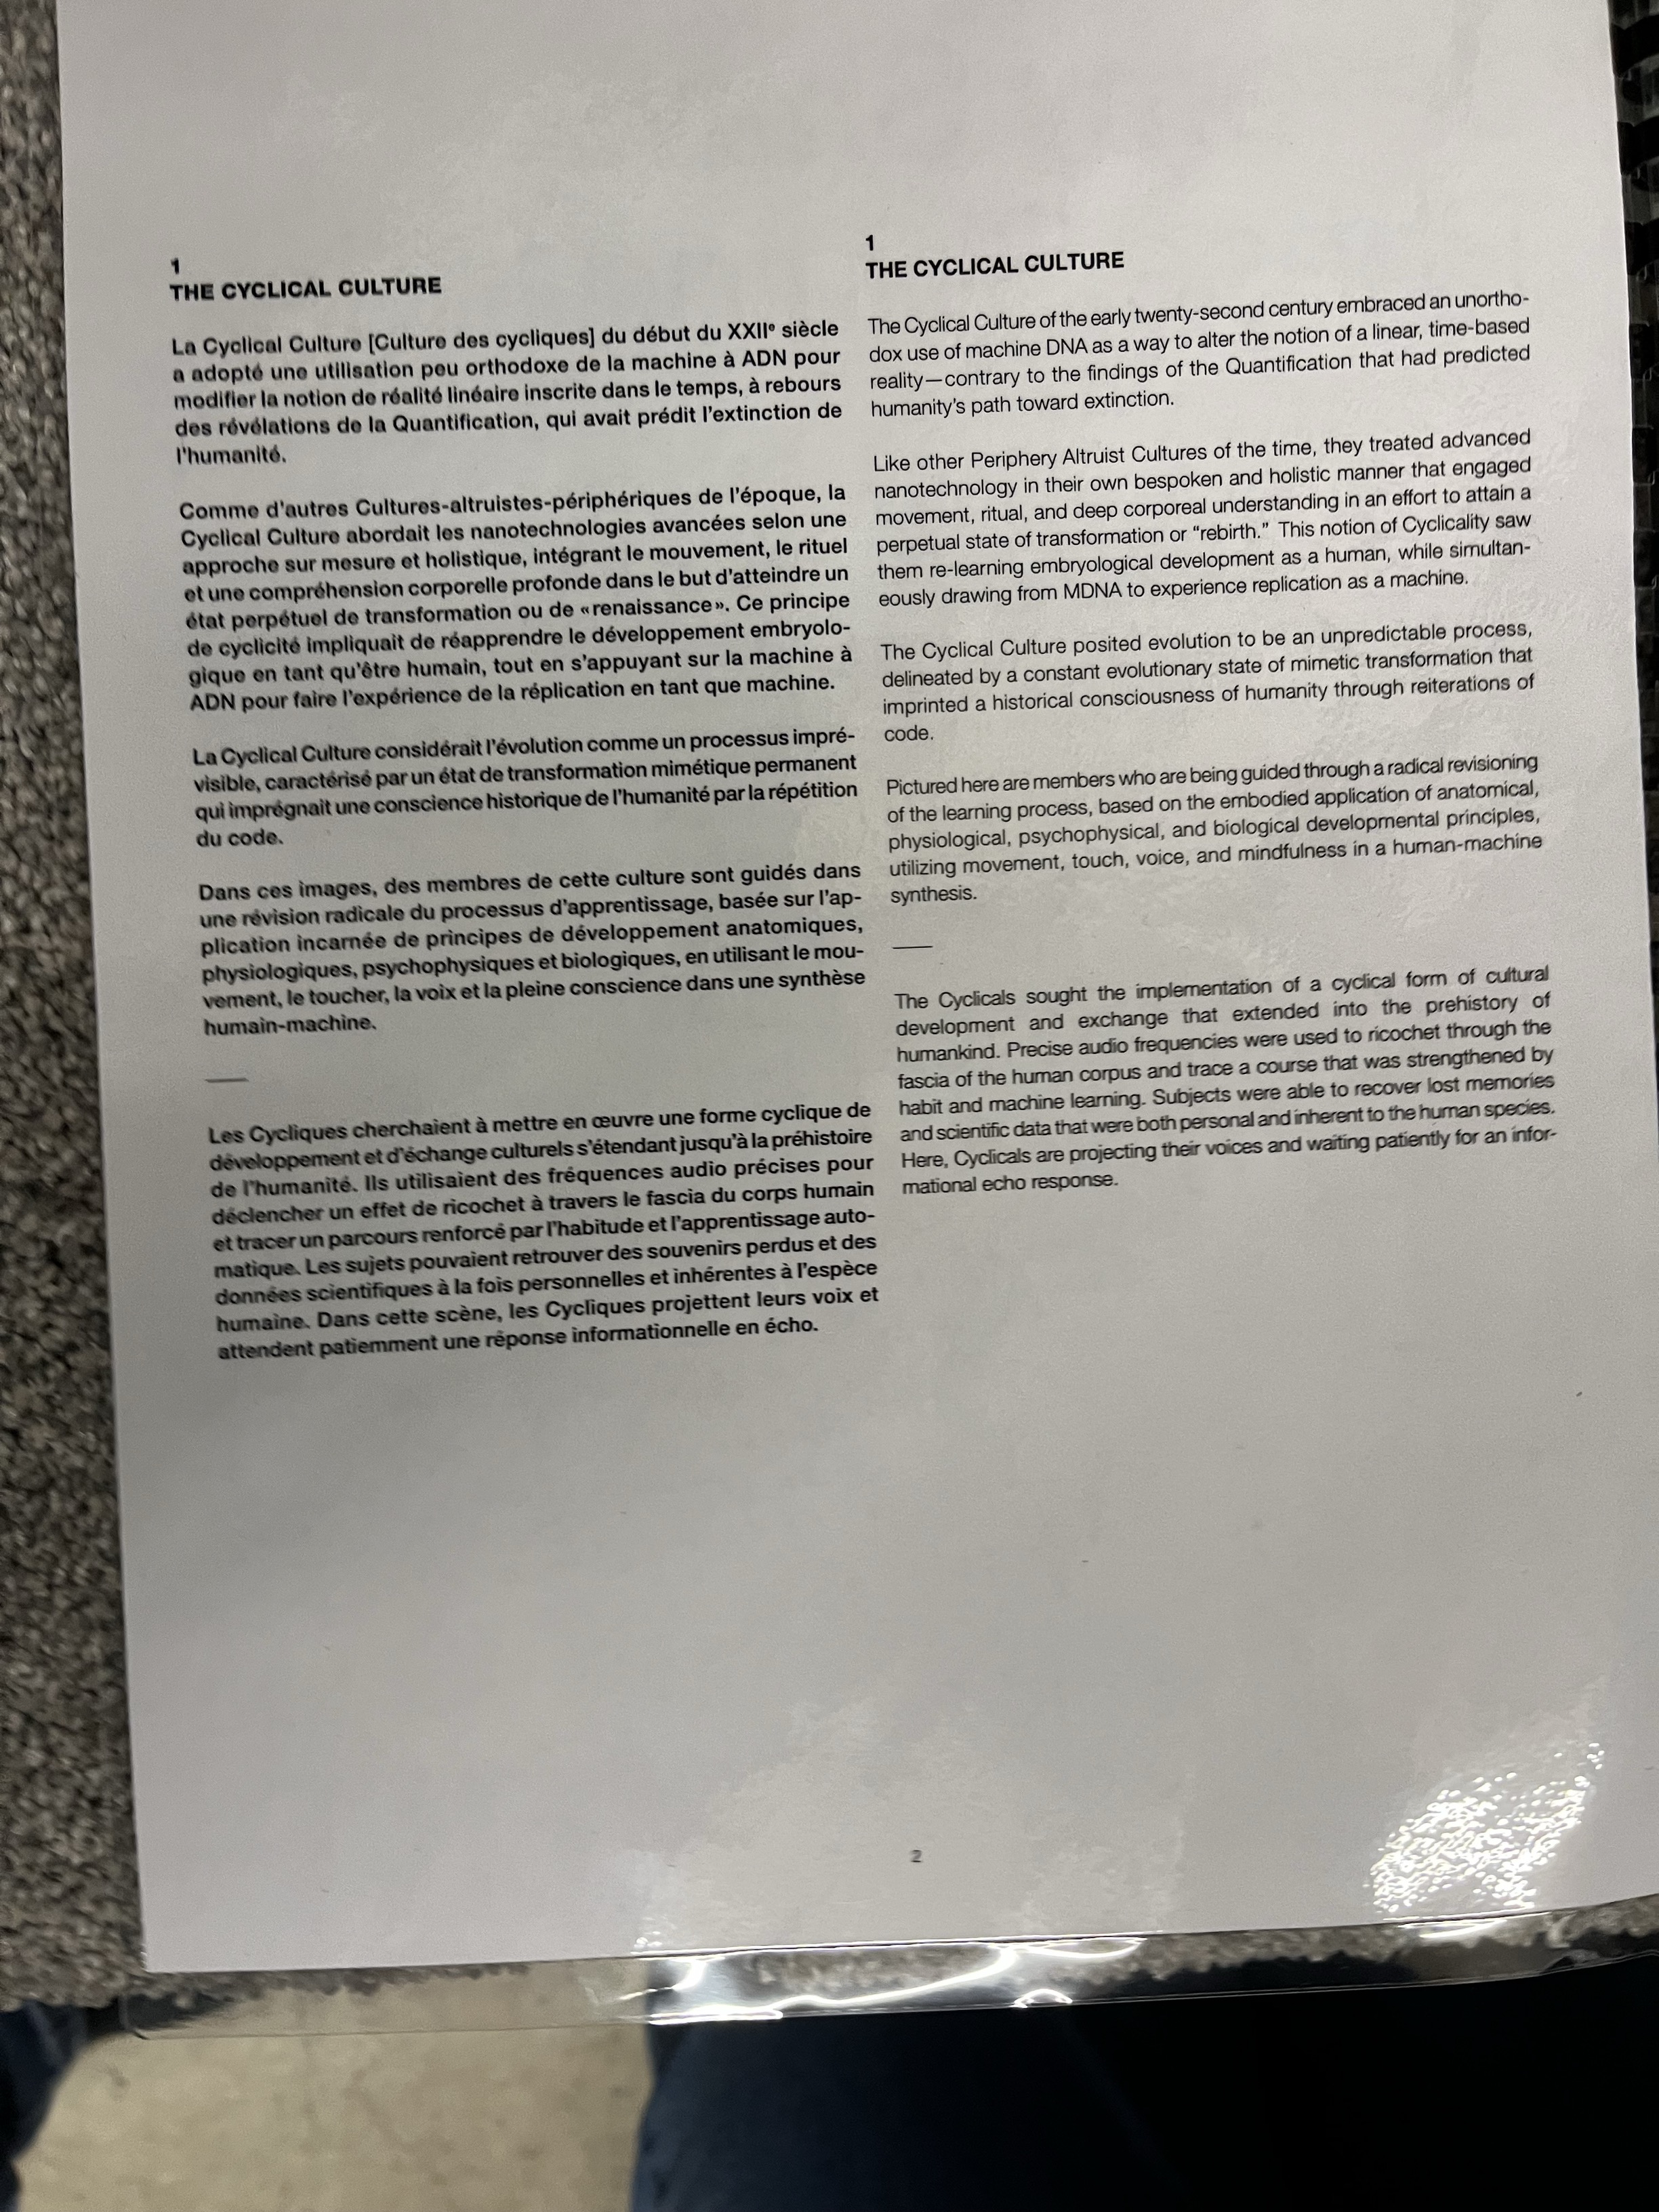 1
THE CYCLICAL CULTURE
La Cyclical Culture [Culture des cycliques] du début du XXIIᵉ siècle
a adopté une utilisation peu orthodoxe de la machine à ADN pour
modifier la notion de réalité linéaire inscrite dans le temps, à rebours
des révélations de la Quantification, qui avait prédit l'extinction de
l'humanité.
Comme d'autres Cultures-altruistes-périphériques de l'époque, la
Cyclical Culture abordait les nanotechnologies avancées selon une
approche sur mesure et holistique, intégrant le mouvement, le rituel
et une compréhension corporelle profonde dans le but d'atteindre un
état perpétuel de transformation ou de «renaissance». Ce principe
de cyclicité impliquait de réapprendre le développement embryolo-
gique en tant qu'être humain, tout en s'appuyant sur la machine à
ADN pour faire l'expérience de la réplication en tant que machine.
La Cyclical Culture considérait l'évolution comme un processus impré-
visible, caractérisé par un état de transformation mimétique permanent
qui imprégnait une conscience historique de l'humanité par la répétition
du code.
Dans ces images, des membres de cette culture sont guidés dans
une révision radicale du processus d'apprentissage, basée sur l'ap-
plication incarnée de principes de développement anatomiques,
physiologiques, psychophysiques et biologiques, en utilisant le mou-
vement, le toucher, la voix et la pleine conscience dans une synthèse
humain-machine.
Les Cycliques cherchaient à mettre en œuvre une forme cyclique de
développement et d'échange culturels s'étendant jusqu'à la préhistoire
de l'humanité. Ils utilisaient des fréquences audio précises pour
déclencher un effet de ricochet à travers le fascia du corps humain
et tracer un parcours renforcé par l'habitude et l'apprentissage auto-
matique. Les sujets pouvaient retrouver des souvenirs perdus et des
données scientifiques à la fois personnelles et inhérentes à l'espèce
humaine. Dans cette scène, les Cycliques projettent leurs voix et
attendent patiemment une réponse informationnelle en écho.
1
THE CYCLICAL CULTURE
The Cyclical Culture of the early twenty-second century embraced an unortho-
dox use of machine DNA as a way to alter the notion of a linear, time-based
reality—contrary to the findings of the Quantification that had predicted
humanity's path toward extinction.
Like other Periphery Altruist Cultures of the time, they treated advanced
nanotechnology in their own bespoken and holistic manner that engaged
movement, ritual, and deep corporeal understanding in an effort to attain a
perpetual state of transformation or “rebirth.” This notion of Cyclicality saw
them re-learning embryological development as a human, while simultan-
eously drawing from MDNA to experience replication as a machine.
The Cyclical Culture posited evolution to be an unpredictable process,
delineated by a constant evolutionary state of mimetic transformation that
imprinted a historical consciousness of humanity through reiterations of
code.
Pictured here are members who are being guided through a radical revisioning
of the learning process, based on the embodied application of anatomical,
physiological, psychophysical, and biological developmental principles,
utilizing movement, touch, voice, and mindfulness in a human-machine
synthesis.
The Cyclicals sought the implementation of a cyclical form of cultural
development and exchange that extended into the prehistory of
humankind. Precise audio frequencies were used to ricochet through the
fascia of the human corpus and trace a course that was strengthened by
habit and machine learning. Subjects were able to recover lost memories
and scientific data that were both personal and inherent to the human species.
Here, Cyclicals are projecting their voices and waiting patiently for an infor-
mational echo response.
2